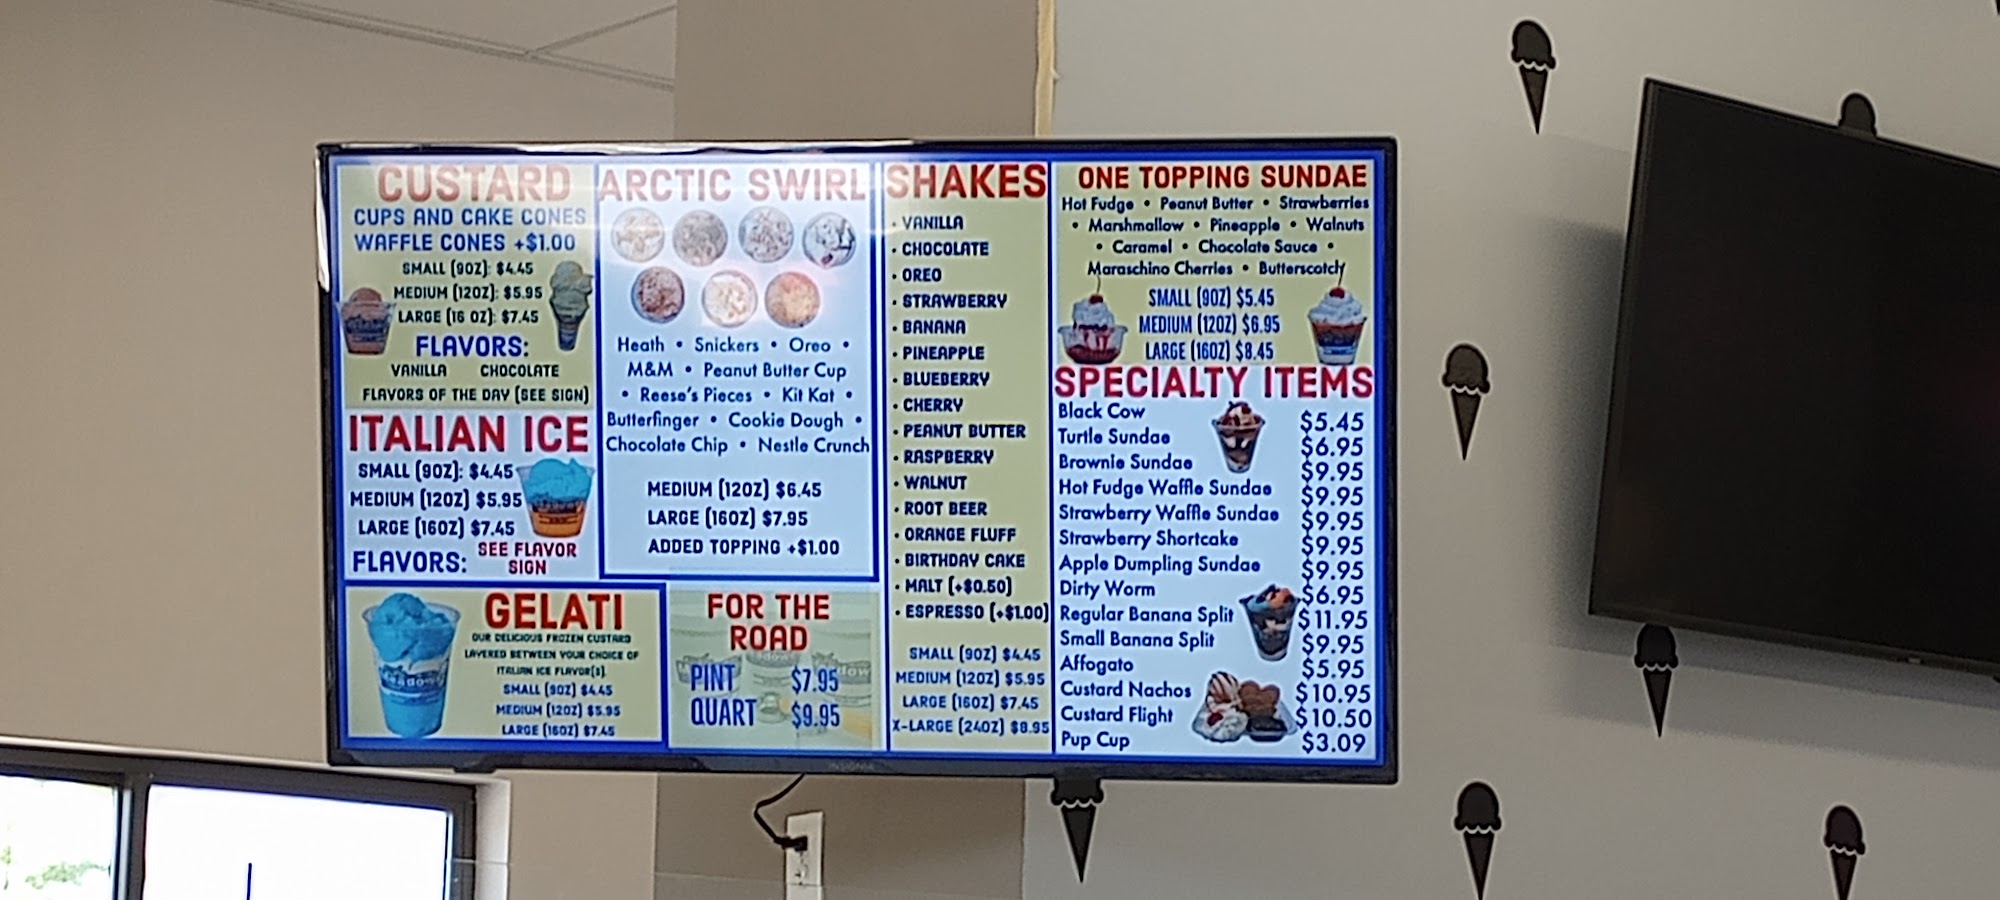 CUSTARD
CUPS AND CAKE CONES
WAFFLE CONES +$1.00
SMALL (9OZ): $4.45
MEDIUM (12OZ): $5.95
LARGE (16 OZ): $7.45
FLAVORS:
VANILLA CHOCOLATE
FLAVORS OF THE DAY (SEE SIGN)
ITALIAN ICE
SMALL (9OZ): $4.45
MEDIUM (12OZ) $5.95
LARGE (16OZ) $7.45
FLAVORS: SEE FLAVOR
SIGN
GELATI
OUR DELICIOUS FROZEN CUSTARD
LAYERED BETWEEN YOUR CHOICE OF
ITALIAN ICE FLAVOR(S).
SMALL (9OZ) $4.45
MEDIUM (12OZ) $5.95
LARGE (16OZ) $7.45
ARCTIC SWIRL
Heath • Snickers • Oreo •
M&M • Peanut Butter Cup
• Reese's Pieces • Kit Kat •
Butterfinger • Cookie Dough •
Chocolate Chip • Nestle Crunch
MEDIUM (12OZ) $6.45
LARGE (16OZ) $7.95
ADDED TOPPING +$1.00
FOR THE
ROAD
PINT $7.95
QUART $9.95
SHAKES
• VANILLA
• CHOCOLATE
• OREO
• STRAWBERRY
• BANANA
• PINEAPPLE
• BLUEBERRY
• CHERRY
• PEANUT BUTTER
• RASPBERRY
• WALNUT
• ROOT BEER
• ORANGE FLUFF
• BIRTHDAY CAKE
• MALT (+$0.50)
• ESPRESSO (+$1.00)
SMALL (9OZ) $4.45
MEDIUM (12OZ) $5.95
LARGE (16OZ) $7.45
X-LARGE (24OZ) $8.95
ONE TOPPING SUNDAE
Hot Fudge • Peanut Butter • Strawberries
• Marshmallow • Pineapple • Walnuts
• Caramel • Chocolate Sauce •
Maraschino Cherries • Butterscotch
SMALL (9OZ) $5.45
MEDIUM (12OZ) $6.95
LARGE (16OZ) $8.45
SPECIALTY ITEMS
Black Cow $5.45
Turtle Sundae $6.95
Brownie Sundae $9.95
Hot Fudge Waffle Sundae $9.95
Strawberry Waffle Sundae $9.95
Strawberry Shortcake $9.95
Apple Dumpling Sundae $9.95
Dirty Worm $6.95
Regular Banana Split $11.95
Small Banana Split $9.95
Affogato $5.95
Custard Nachos $10.95
Custard Flight $10.50
Pup Cup $3.09
INSIGNIA